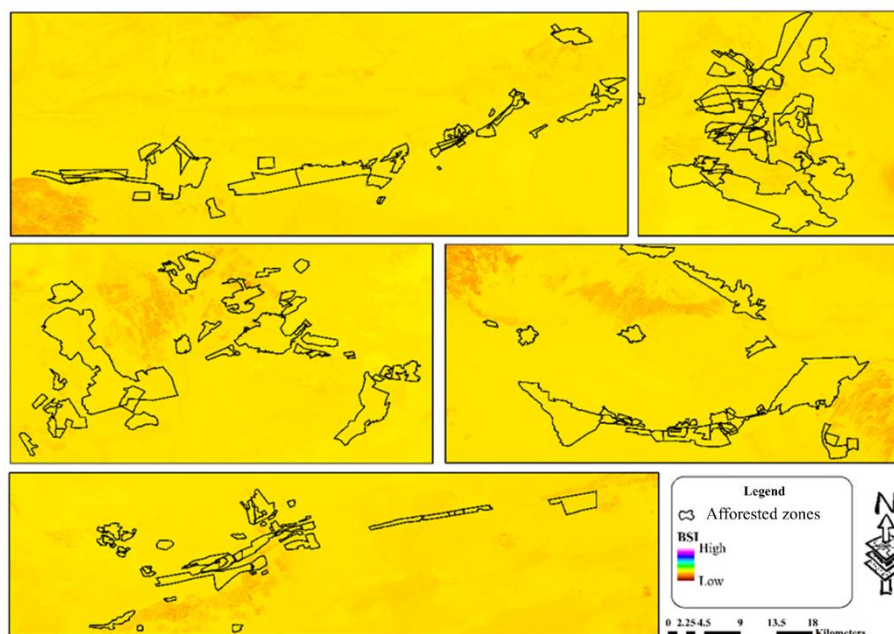 Legend
Afforested zones
BSI
High
Low
N
0 2.25 4.5 9 13.5 18
Kilometers